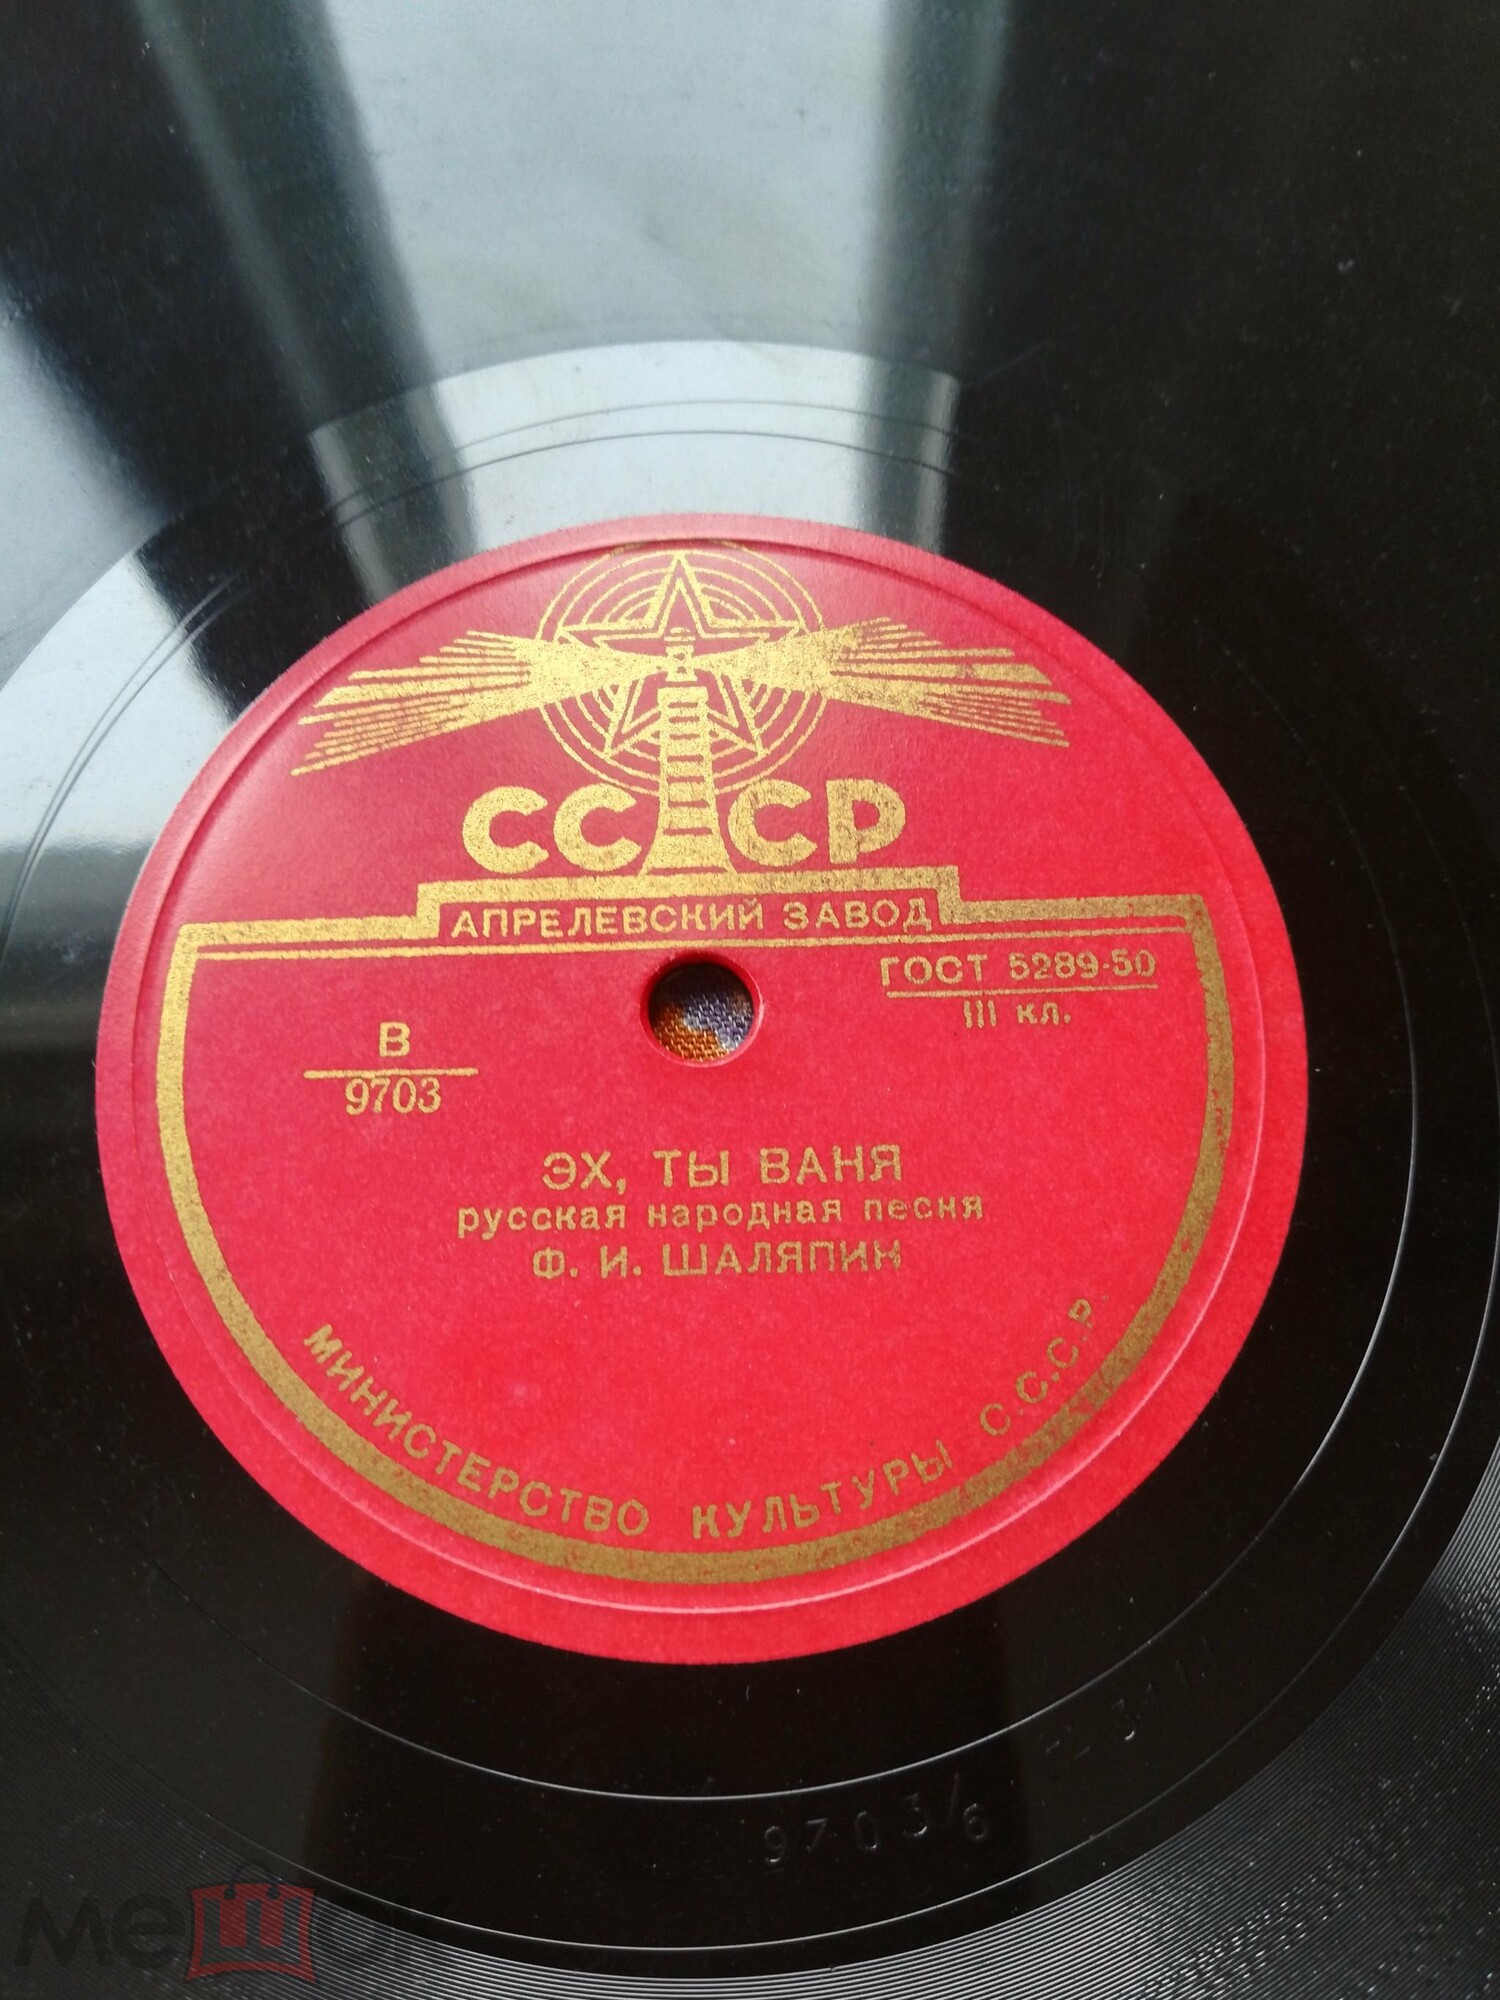 СССР
АПРЕЛЕВСКИЙ ЗАВОД
ГОСТ 5289-50
III кл.
В
9703
ЭХ, ТЫ ВАНЯ
русская народная песня
Ф. И. ШАЛЯПИН
МИНИСТЕРСТВО КУЛЬТУРЫ С.С.С.Р.
9703/6
мешок